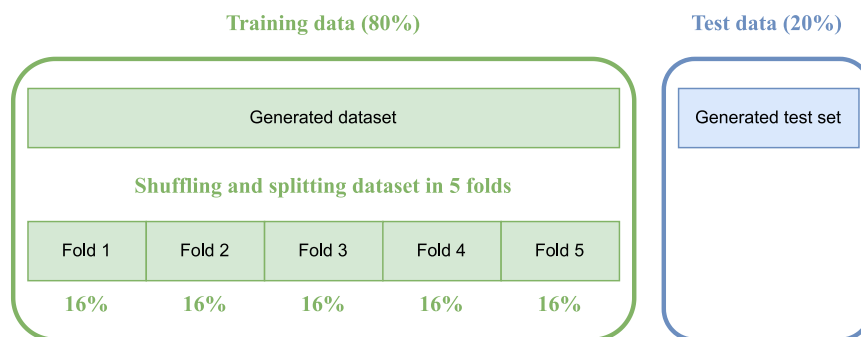 Training data (80%)
Test data (20%)
Generated dataset
Generated test set
Shuffling and splitting dataset in 5 folds
Fold 1
Fold 2
Fold 3
Fold 4
Fold 5
16%
16%
16%
16%
16%